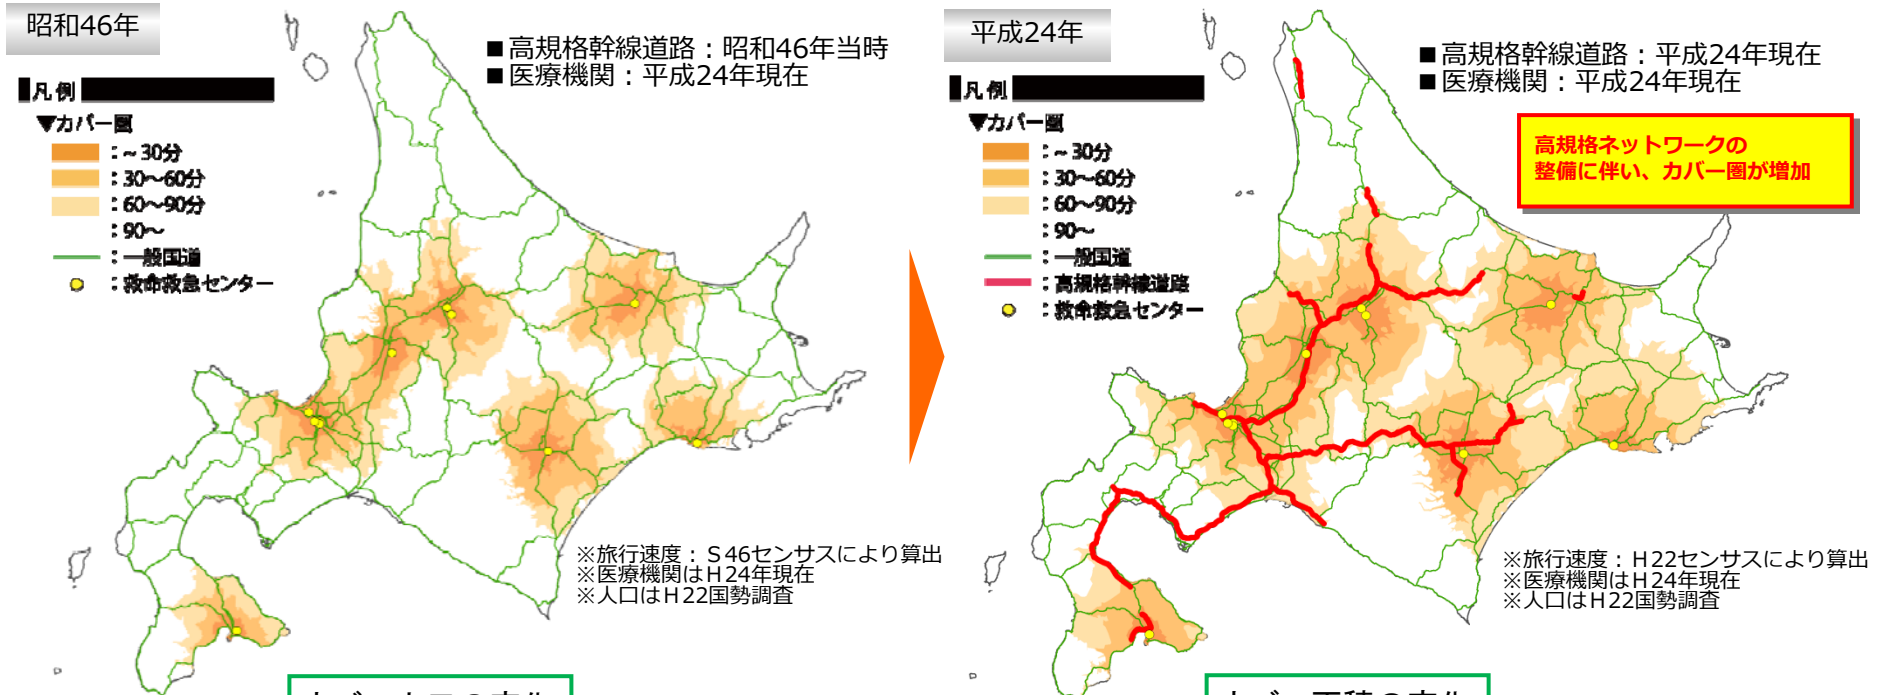 昭和46年
■高規格幹線道路：昭和46年当時
■医療機関：平成24年現在
凡例
▼カバー圏
：～30分
：30～60分
：60～90分
：90～
：一般国道
：救命救急センター
※旅行速度：Ｓ46センサスにより算出
※医療機関はＨ24年現在
※人口はＨ22国勢調査
平成24年
■高規格幹線道路：平成24年現在
■医療機関：平成24年現在
凡例
▼カバー圏
：～30分
：30～60分
：60～90分
：90～
：一般国道
：高規格幹線道路
：救命救急センター
高規格ネットワークの
整備に伴い、カバー圏が増加
※旅行速度：Ｈ22センサスにより算出
※医療機関はＨ24年現在
※人口はＨ22国勢調査